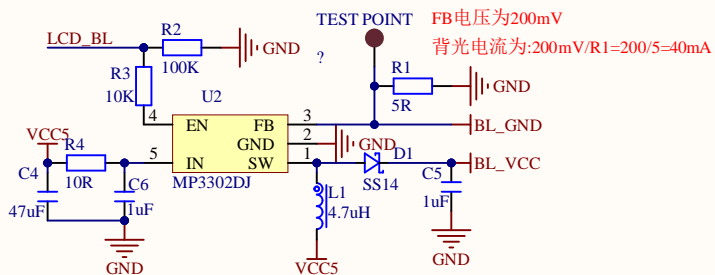 TEST POINT
FB电压为200mV
背光电流为:200mV/R1=200/5=40mA
LCD_BL
R2
100K
GND
?
R3
10K
R1
5R
GND
U2
4
EN
FB
3
BL_GND
GND
2
GND
VCC5
R4
10R
5
IN
SW
1
D1
SS14
BL_VCC
MP3302DJ
C4
47uF
C6
1uF
L1
4.7uH
C5
1uF
GND
VCC5
GND